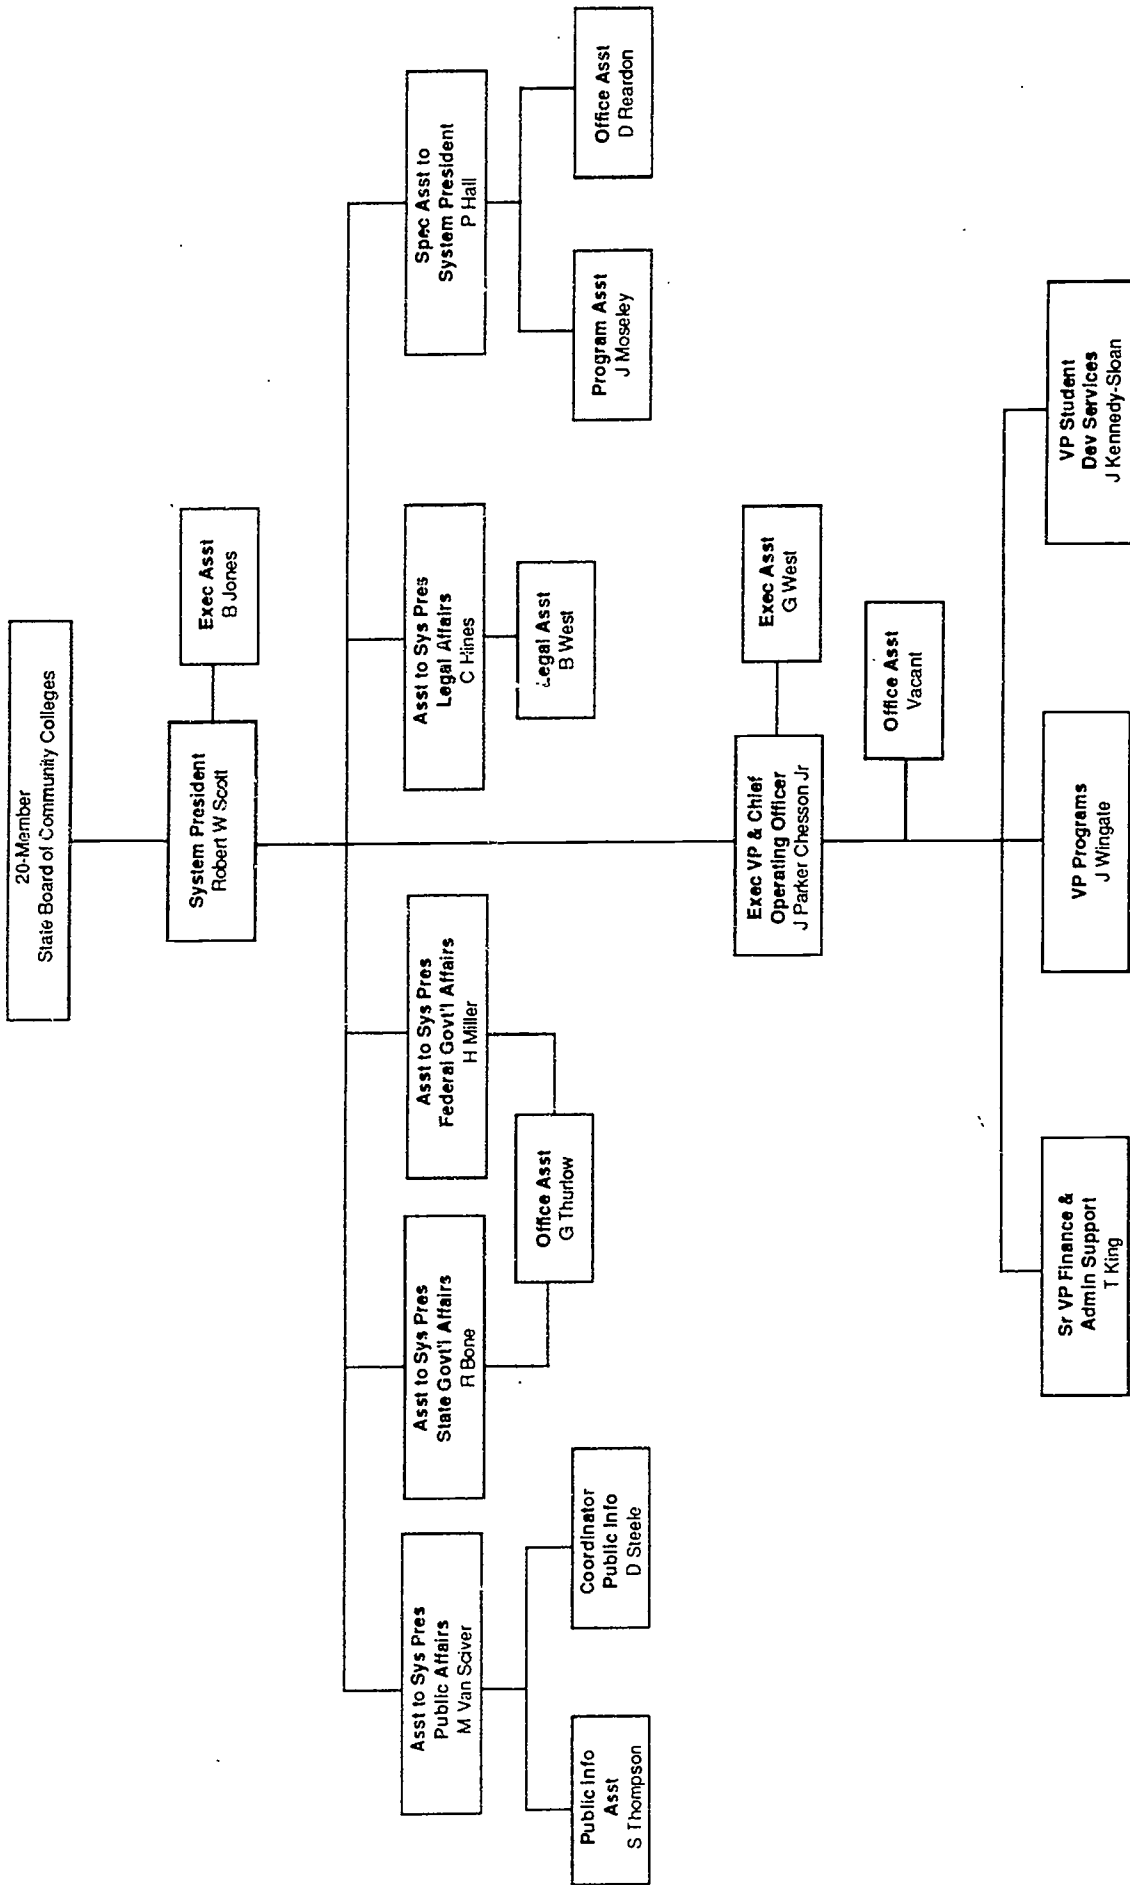 20-Member
State Board of Community Colleges
System President
Robert W Scott
Exec Asst
B Jones
Asst to Sys Pres
Public Affairs
M Van Sciver
Asst to Sys Pres
State Govt'l Affairs
R Bone
Asst to Sys Pres
Federal Govt'l Affairs
H Miller
Asst to Sys Pres
Legal Affairs
C Hines
Spec Asst to
System President
P Hall
Public Info
Asst
S Thompson
Coordinator
Public Info
D Steele
Office Asst
G Thurlow
Legal Asst
B West
Program Asst
J Moseley
Office Asst
D Reardon
Exec VP & Chief
Operating Officer
J Parker Chesson Jr
Exec Asst
G West
Office Asst
Vacant
Sr VP Finance &
Admin Support
T King
VP Programs
J Wingate
VP Student
Dev Services
J Kennedy-Sloan